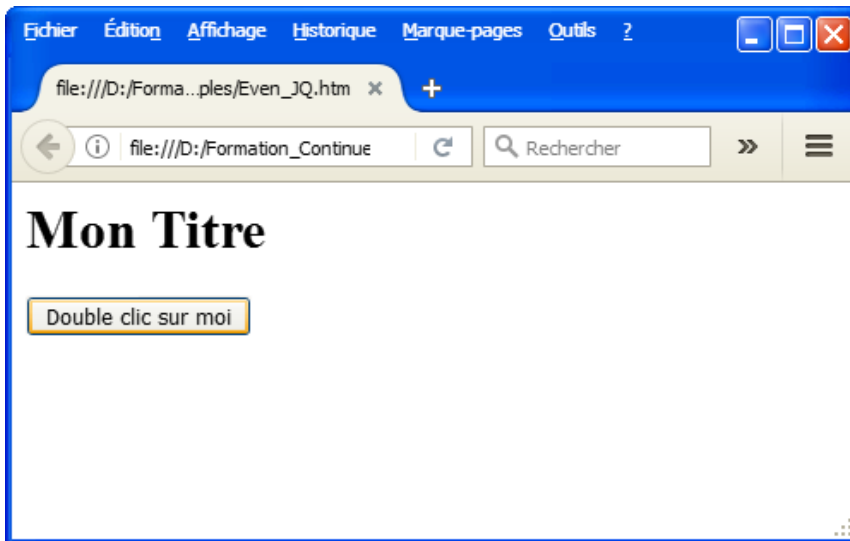 Fichier Édition Affichage Historique Marque-pages Outils ?
file:///D:/Forma...ples/Even_JQ.htm
file:///D:/Formation_Continue Rechercher
Mon Titre
Double clic sur moi